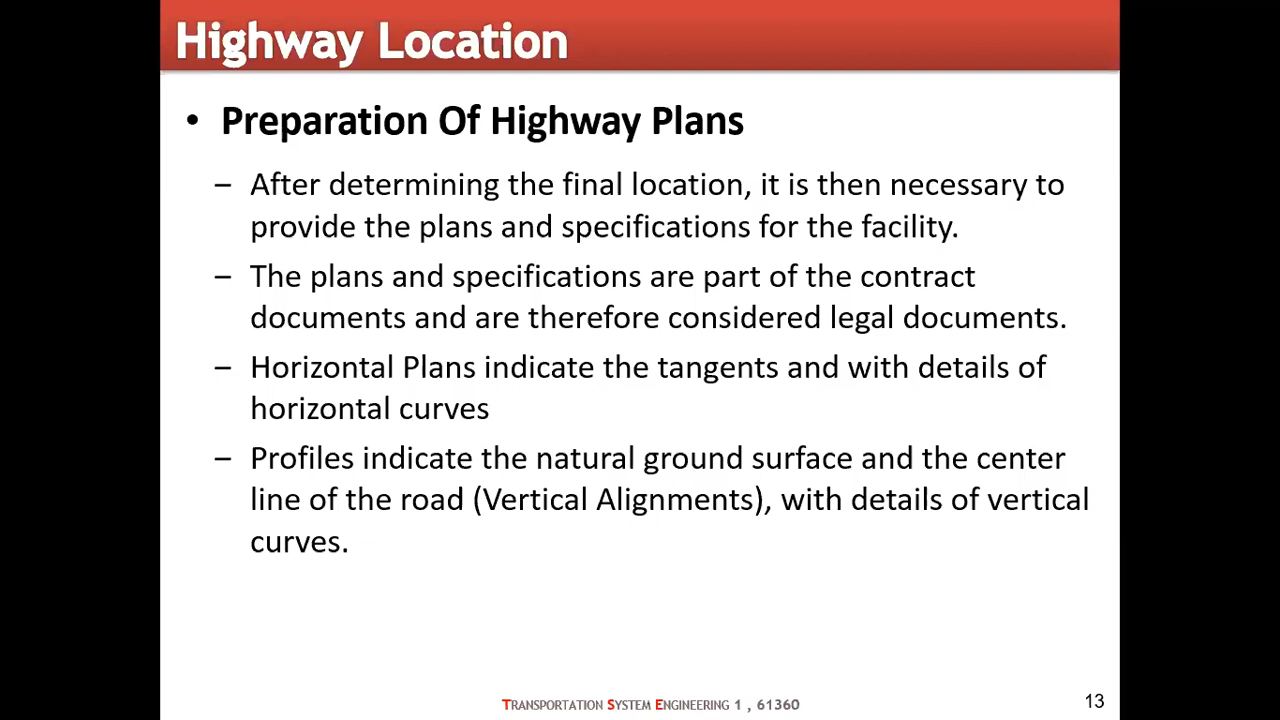 Highway Location
• Preparation Of Highway Plans
– After determining the final location, it is then necessary to
provide the plans and specifications for the facility.
– The plans and specifications are part of the contract
documents and are therefore considered legal documents.
– Horizontal Plans indicate the tangents and with details of
horizontal curves
– Profiles indicate the natural ground surface and the center
line of the road (Vertical Alignments), with details of vertical
curves.
TRANSPORTATION SYSTEM ENGINEERING 1 , 61360
13